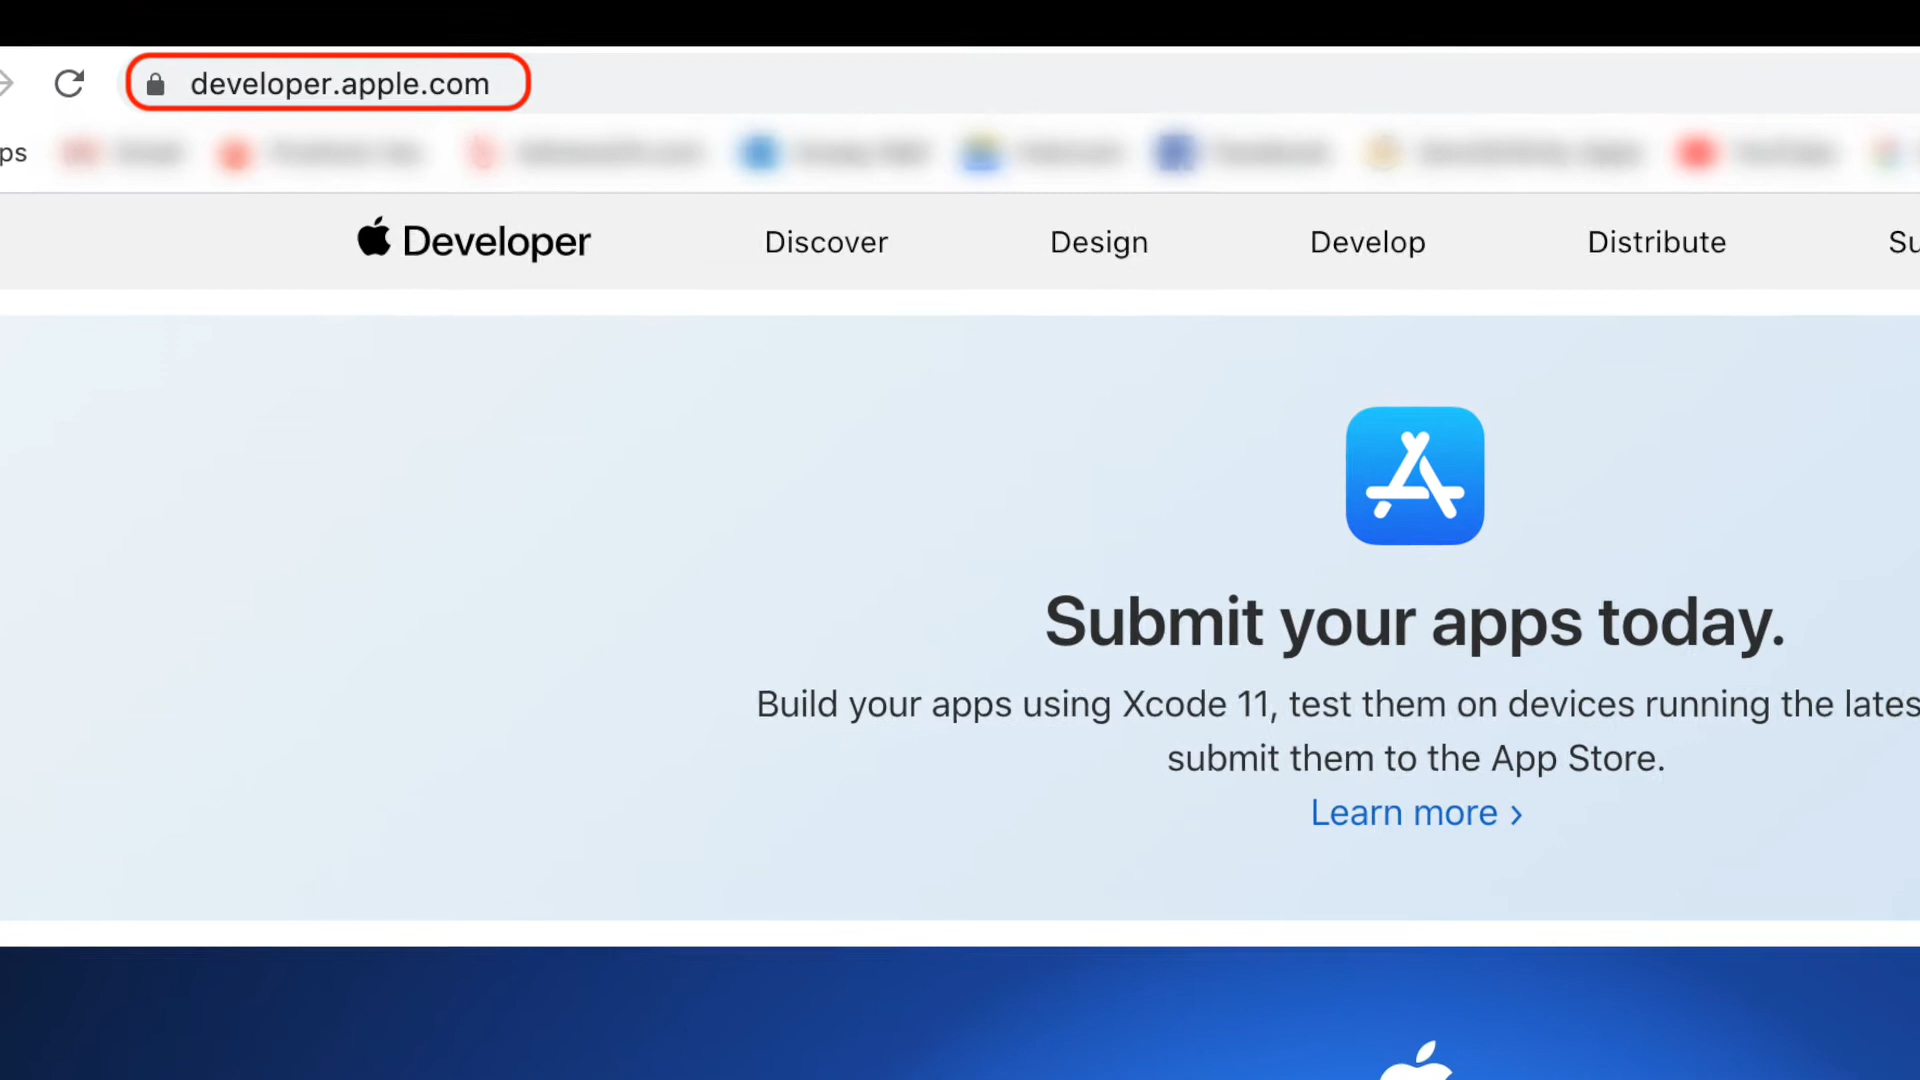 developer.apple.com
ps
Developer
Discover
Design
Develop
Distribute
Su
Submit your apps today.
Build your apps using Xcode 11, test them on devices running the lates
submit them to the App Store.
Learn more ›